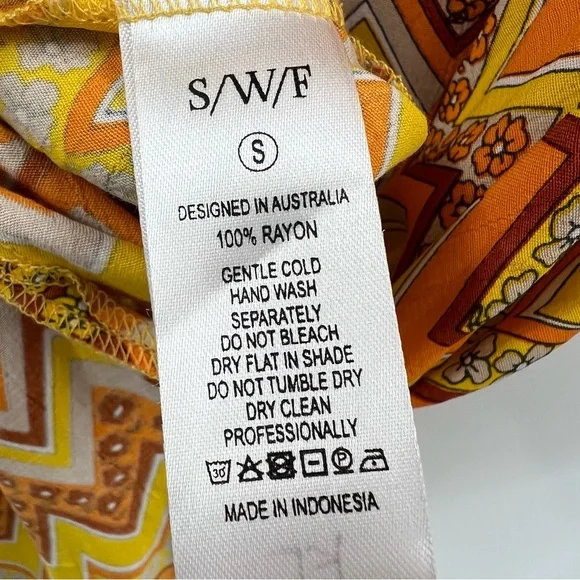 S/W/F
S
DESIGNED IN AUSTRALIA
100% RAYON
GENTLE COLD
HAND WASH
SEPARATELY
DO NOT BLEACH
DRY FLAT IN SHADE
DO NOT TUMBLE DRY
DRY CLEAN
PROFESSIONALLY
30° P
MADE IN INDONESIA